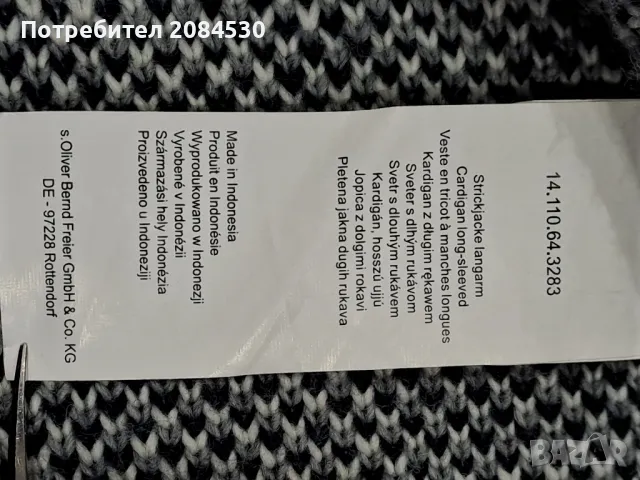 Потребител 2084530
14.110.64.3283
Strickjacke langarm
Cardigan long-sleeved
Veste en tricot à manches longues
Kardigan z długim rękawem
Sveter s dlhým rukávom
Svetr s dlouhým rukávem
Kardigán, hosszú ujjú
Jopica z dolgimi rokavi
Pletena jakna dugih rukava
Made in Indonesia
Produit en Indonésie
Wyprodukowano w Indonezji
Vyrobené v Indonézii
Származási hely Indonézia
Proizvedeno u Indoneziji
s.Oliver Bernd Freier GmbH & Co. KG
DE - 97228 Rottendorf
BAZAR